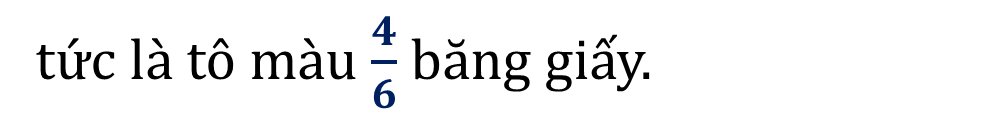 tức là tô màu 4/6 băng giấy.